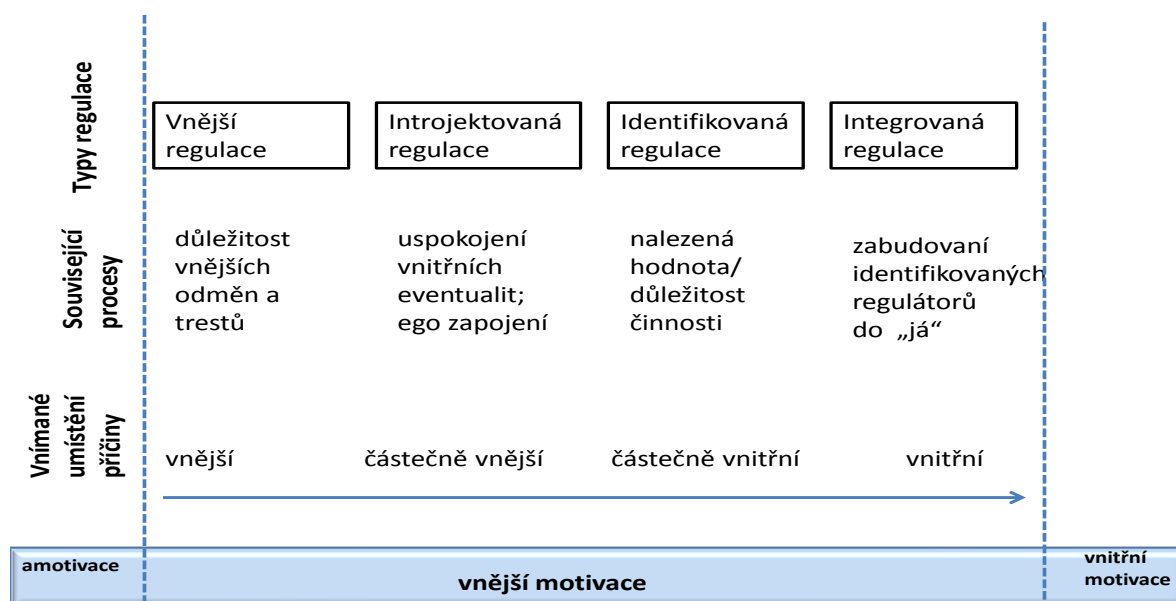 Typy regulace
Vnější
regulace
Introjektovaná
regulace
Identifikovaná
regulace
Integrovaná
regulace
Související
procesy
důležitost
vnějších
odměn a
trestů
uspokojení
vnitřních
eventualit;
ego zapojení
nalezená
hodnota/
důležitost
činnosti
zabudovaní
identifikovaných
regulátorů
do „já“
Vnímané
umístění
příčiny
vnější
částečně vnější
částečně vnitřní
vnitřní
amotivace
vnější motivace
vnitřní
motivace